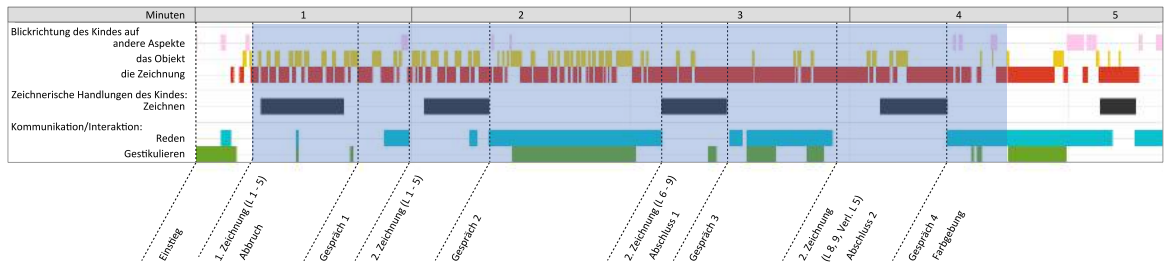 Minuten 1 2 3 4 5
Blickrichtung des Kindes auf
andere Aspekte
das Objekt
die Zeichnung
Zeichnerische Handlungen des Kindes:
Zeichnen
Kommunikation/Interaktion:
Reden
Gestikulieren
Einstieg
1. Zeichnung (L 1 - 5)
Abbruch
Gespräch 1
2. Zeichnung (L 1 - 5)
Gespräch 2
2. Zeichnung (L 6 - 9)
Abschluss 1
Gespräch 3
2. Zeichnung
(L 8, 9, Verl. L 5)
Abschluss 2
Gespräch 4
Farbgebung